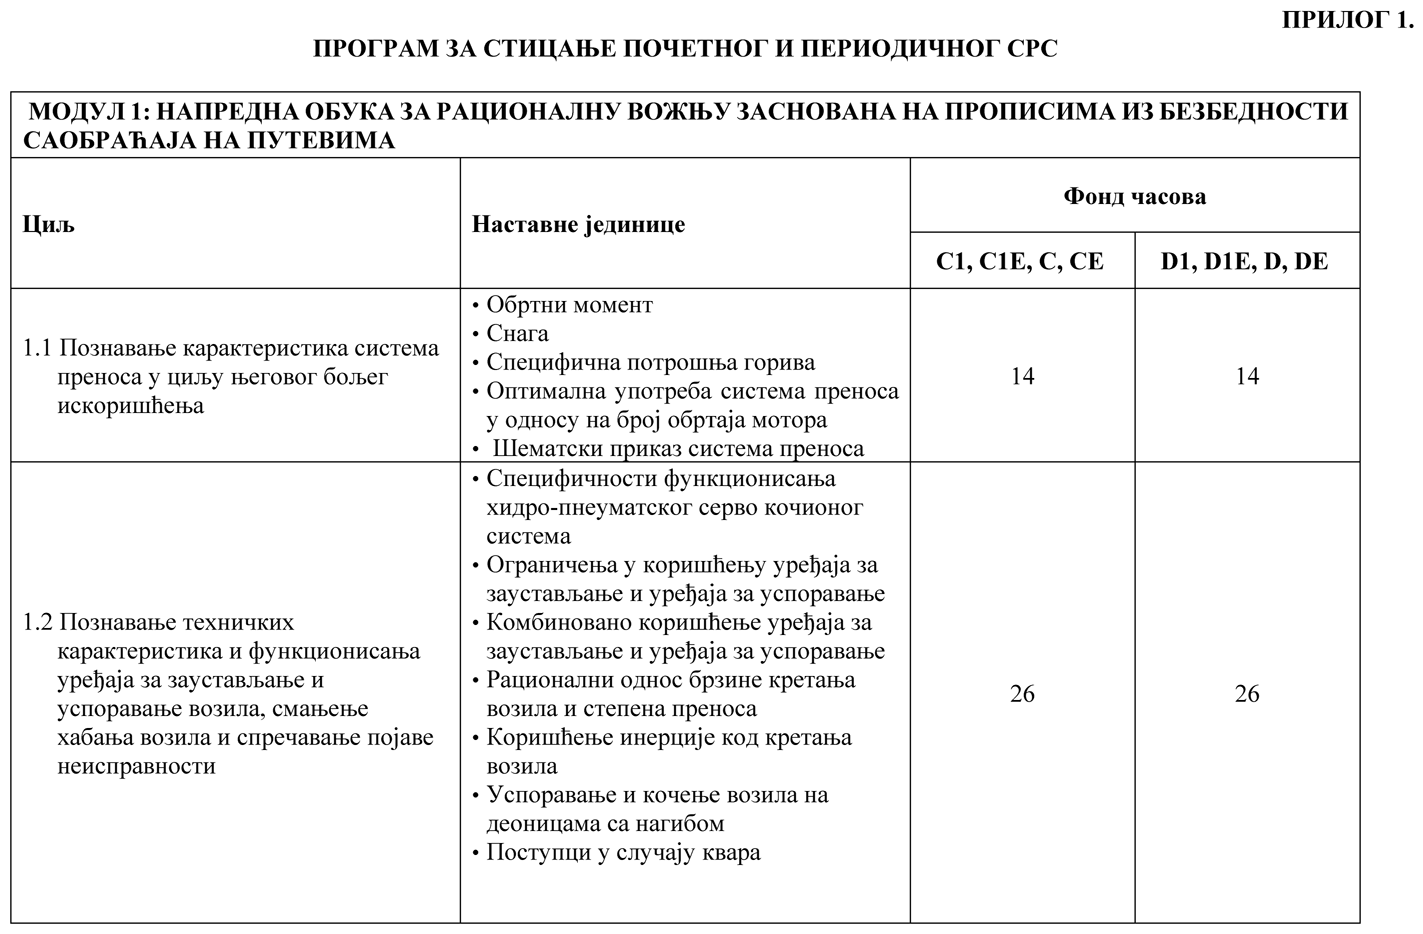 ПРИЛОГ 1.
ПРОГРАМ ЗА СТИЦАЊЕ ПОЧЕТНОГ И ПЕРИОДИЧНОГ СРС
МОДУЛ 1: НАПРЕДНА ОБУКА ЗА РАЦИОНАЛНУ ВОЖЊУ ЗАСНОВАНА НА ПРОПИСИМА ИЗ БЕЗБЕДНОСТИ
САОБРАЋАЈА НА ПУТЕВИМА
Циљ
Наставне јединице
Фонд часова
C1, C1E, C, CE
D1, D1E, D, DE
1.1 Познавање карактеристика система
преноса у циљу његовог бољег
искоришћења
• Обртни момент
• Снага
• Специфична потрошња горива
• Оптимална употреба система преноса
у односу на број обртаја мотора
• Шематски приказ система преноса
14
14
1.2 Познавање техничких
карактеристика и функционисања
уређаја за заустављање и
успоравање возила, смањење
хабања возила и спречавање појаве
неисправности
• Специфичности функционисања
хидро-пнеуматског серво кочионог
система
• Ограничења у коришћењу уређаја за
заустављање и уређаја за успоравање
• Комбиновано коришћење уређаја за
заустављање и уређаја за успоравање
• Рационални однос брзине кретања
возила и степена преноса
• Коришћење инерције код кретања
возила
• Успоравање и кочење возила на
деоницама са нагибом
• Поступци у случају квара
26
26